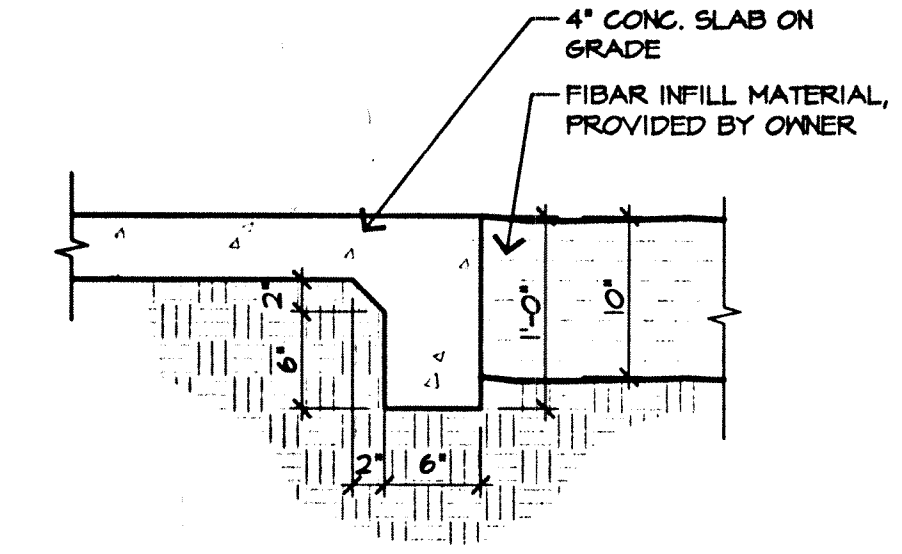 4" CONC. SLAB ON
GRADE
FIBAR INFILL MATERIAL,
PROVIDED BY OWNER
2"
6"
1'-0"
10"
2"
6"